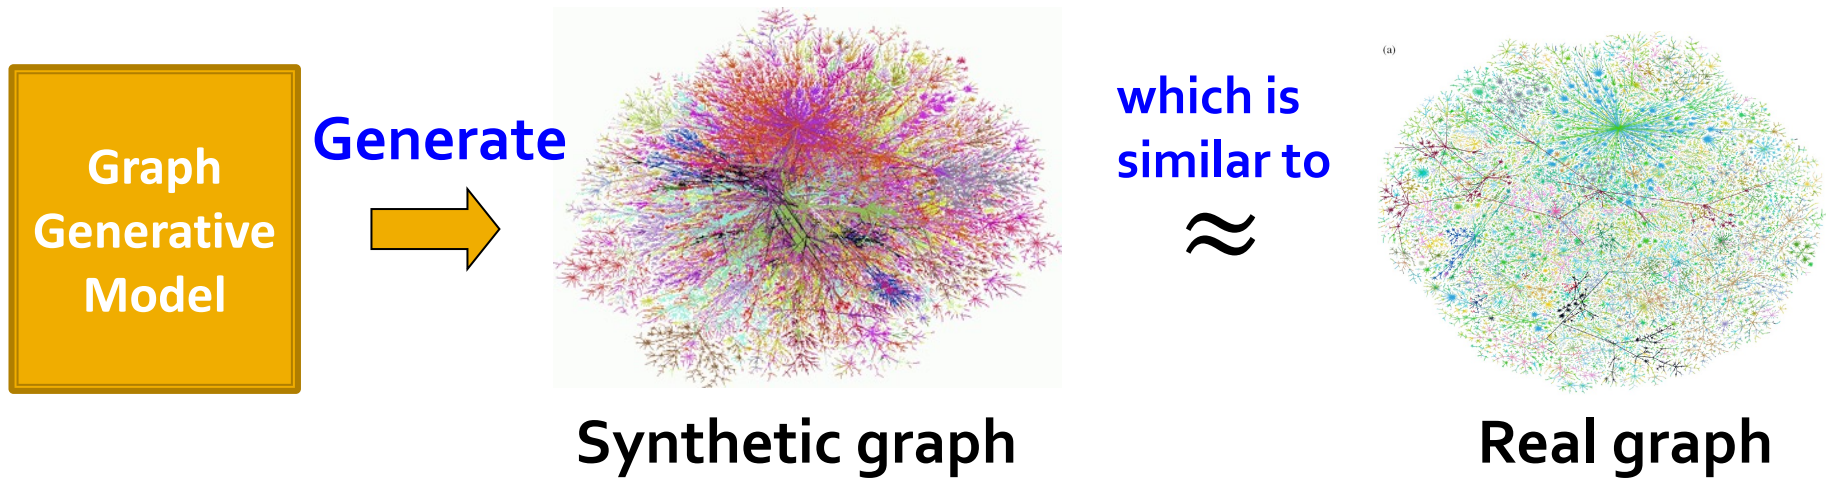 Graph
Generative
Model
Generate
which is
similar to
≈
(a)
Synthetic graph
Real graph